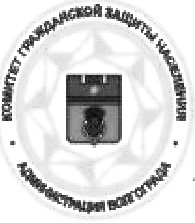 КОМИТЕТ ГРАЖДАНСКОЙ ЗАЩИТЫ НАСЕЛЕНИЯ
АДМИНИСТРАЦИЯ ВОЛГОГРАДА